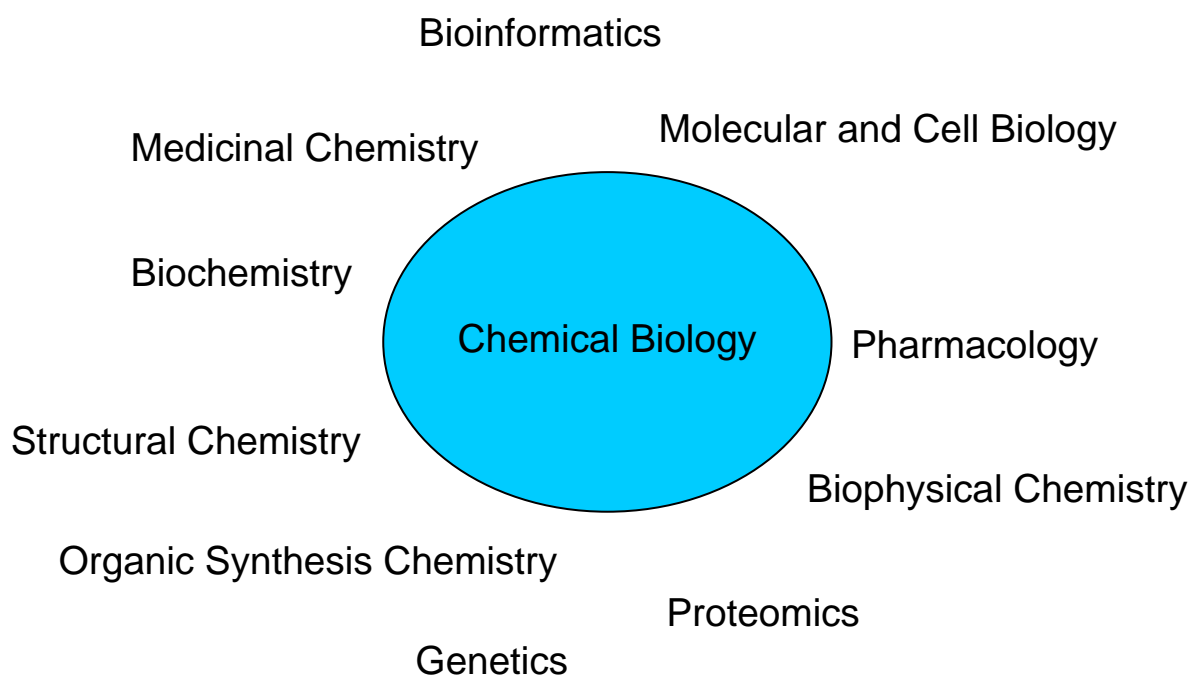 Bioinformatics
Molecular and Cell Biology
Medicinal Chemistry
Biochemistry
Chemical Biology
Pharmacology
Structural Chemistry
Biophysical Chemistry
Organic Synthesis Chemistry
Proteomics
Genetics